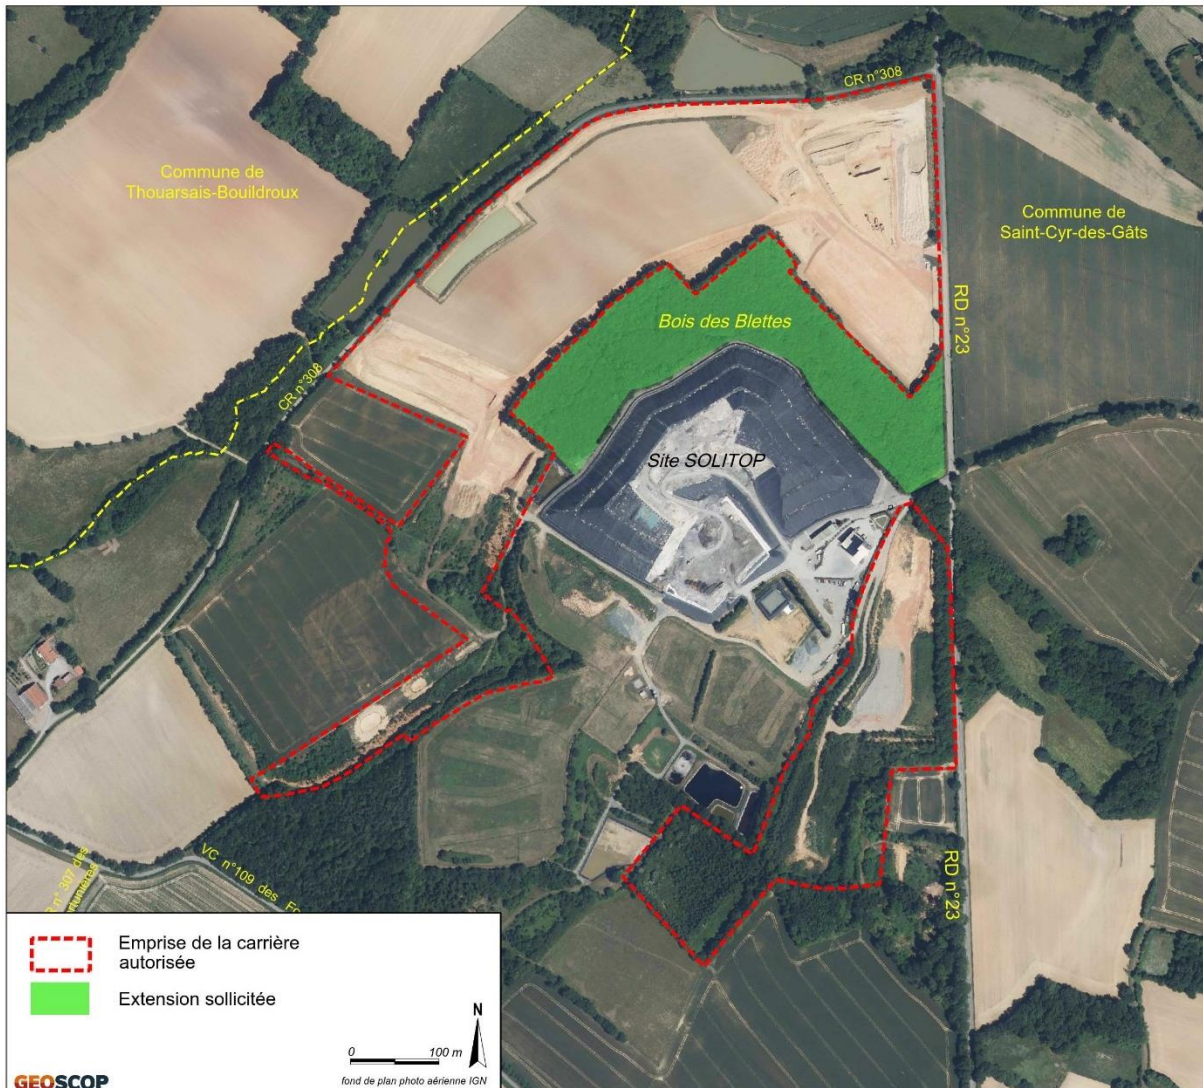 CR n°308
Commune de
Thouarsais-Bouildroux
Commune de
Saint-Cyr-des-Gâts
RD n°23
Bois des Blettes
CR n°308
Site SOLITOP
RD n°23
VC n°109 des
n° 307 des
Emprise de la carrière
autorisée
Extension sollicitée
N
0 100 m
fond de plan photo aérienne IGN
GEOSCOP